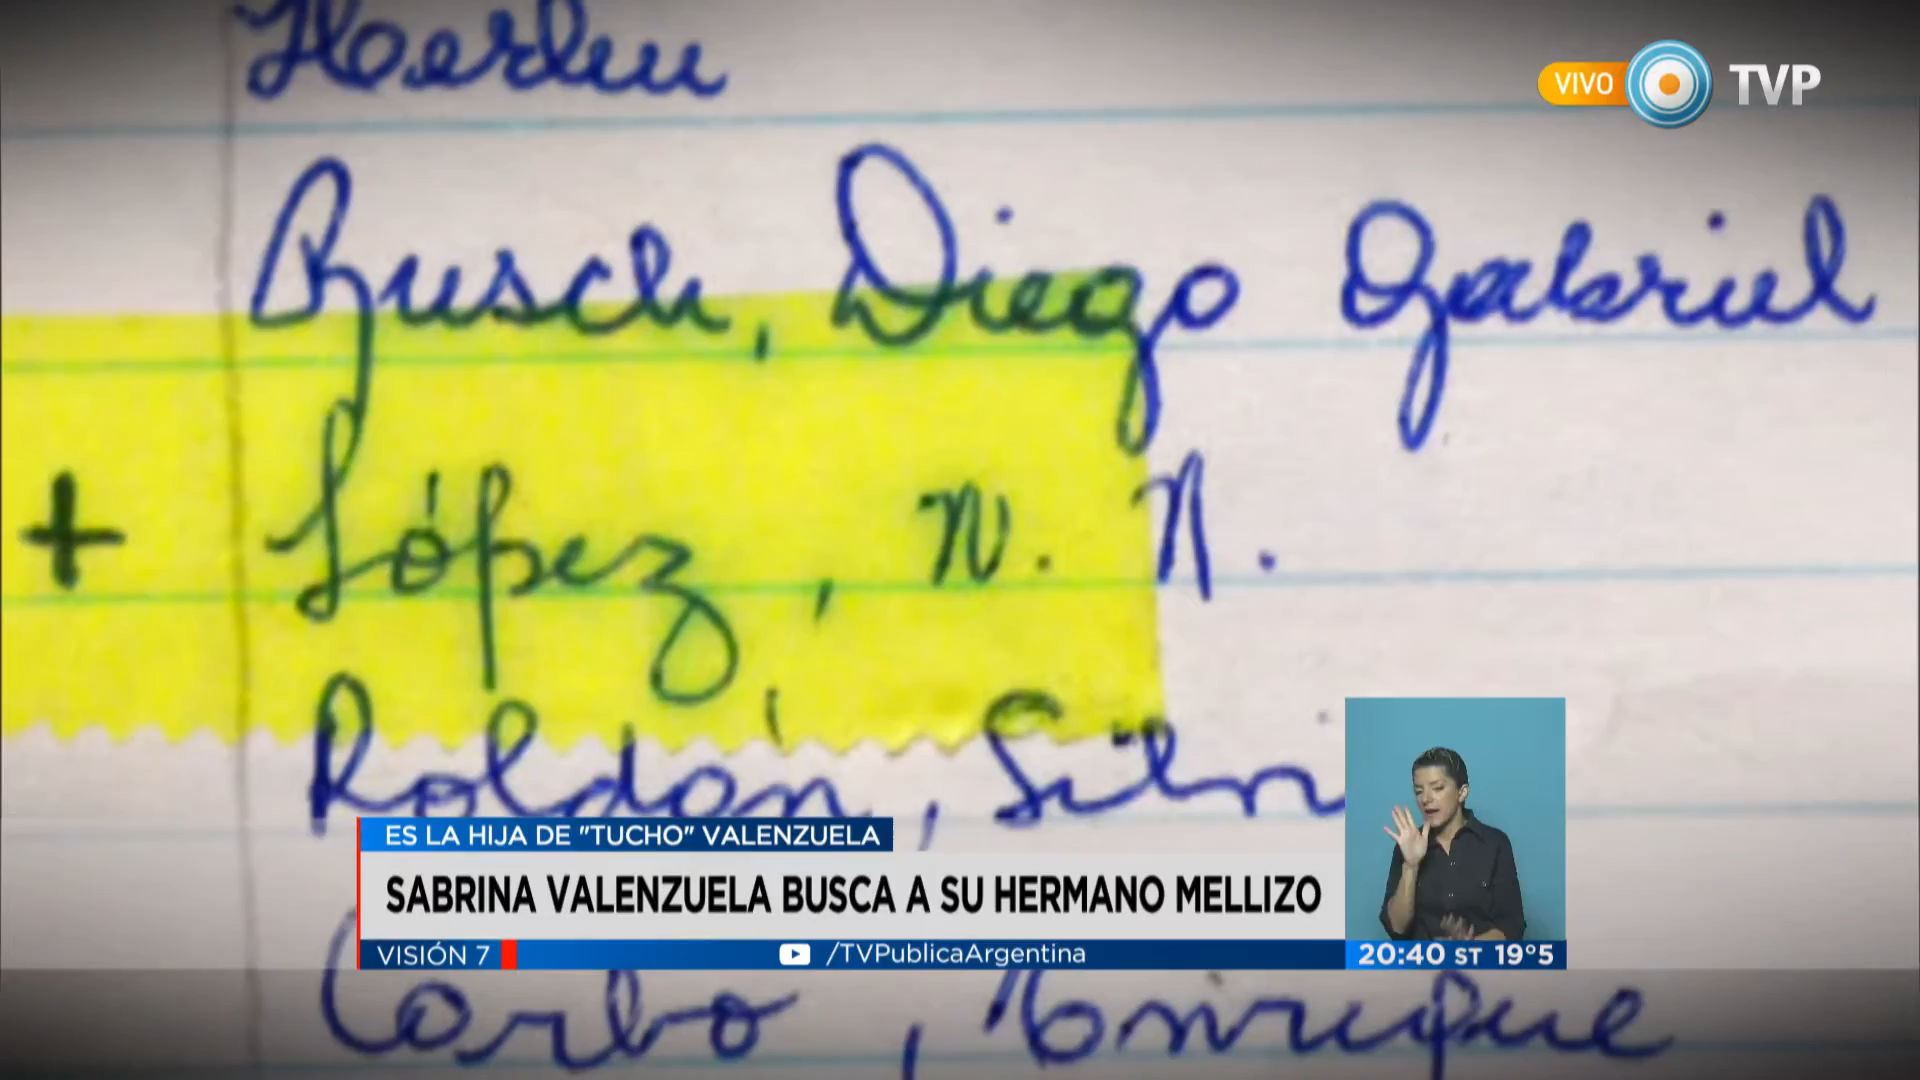 VIVO TVP
Busch, Diego Gabriel
+ López, N. N.
Roldán, Silvi
ES LA HIJA DE "TUCHO" VALENZUELA
SABRINA VALENZUELA BUSCA A SU HERMANO MELLIZO
VISIÓN 7 /TVPublicaArgentina 20:40 ST 19°5
Corbo, Enrique